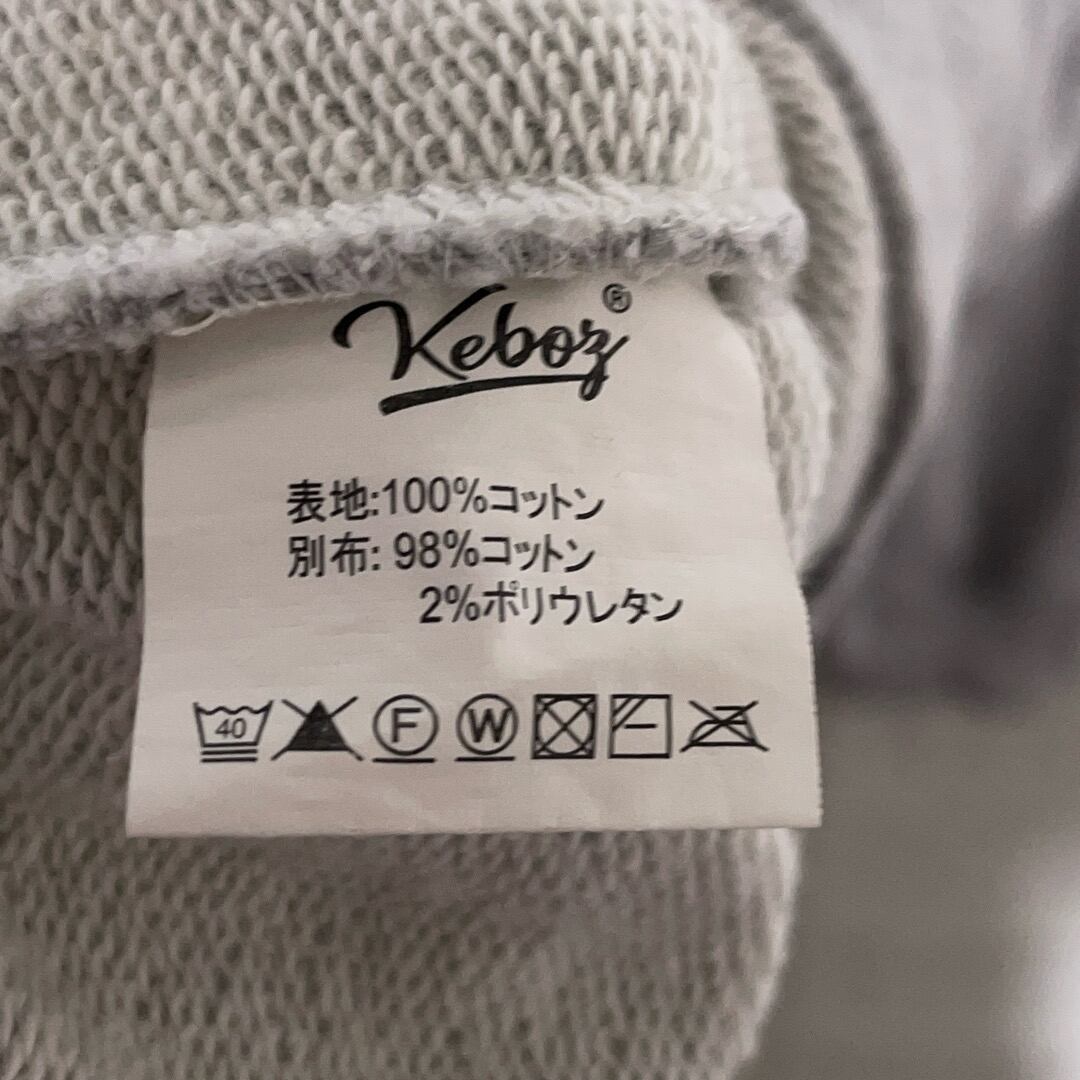 Keboz®
表地:100%コットン
別布: 98%コットン
2%ポリウレタン
40 F W